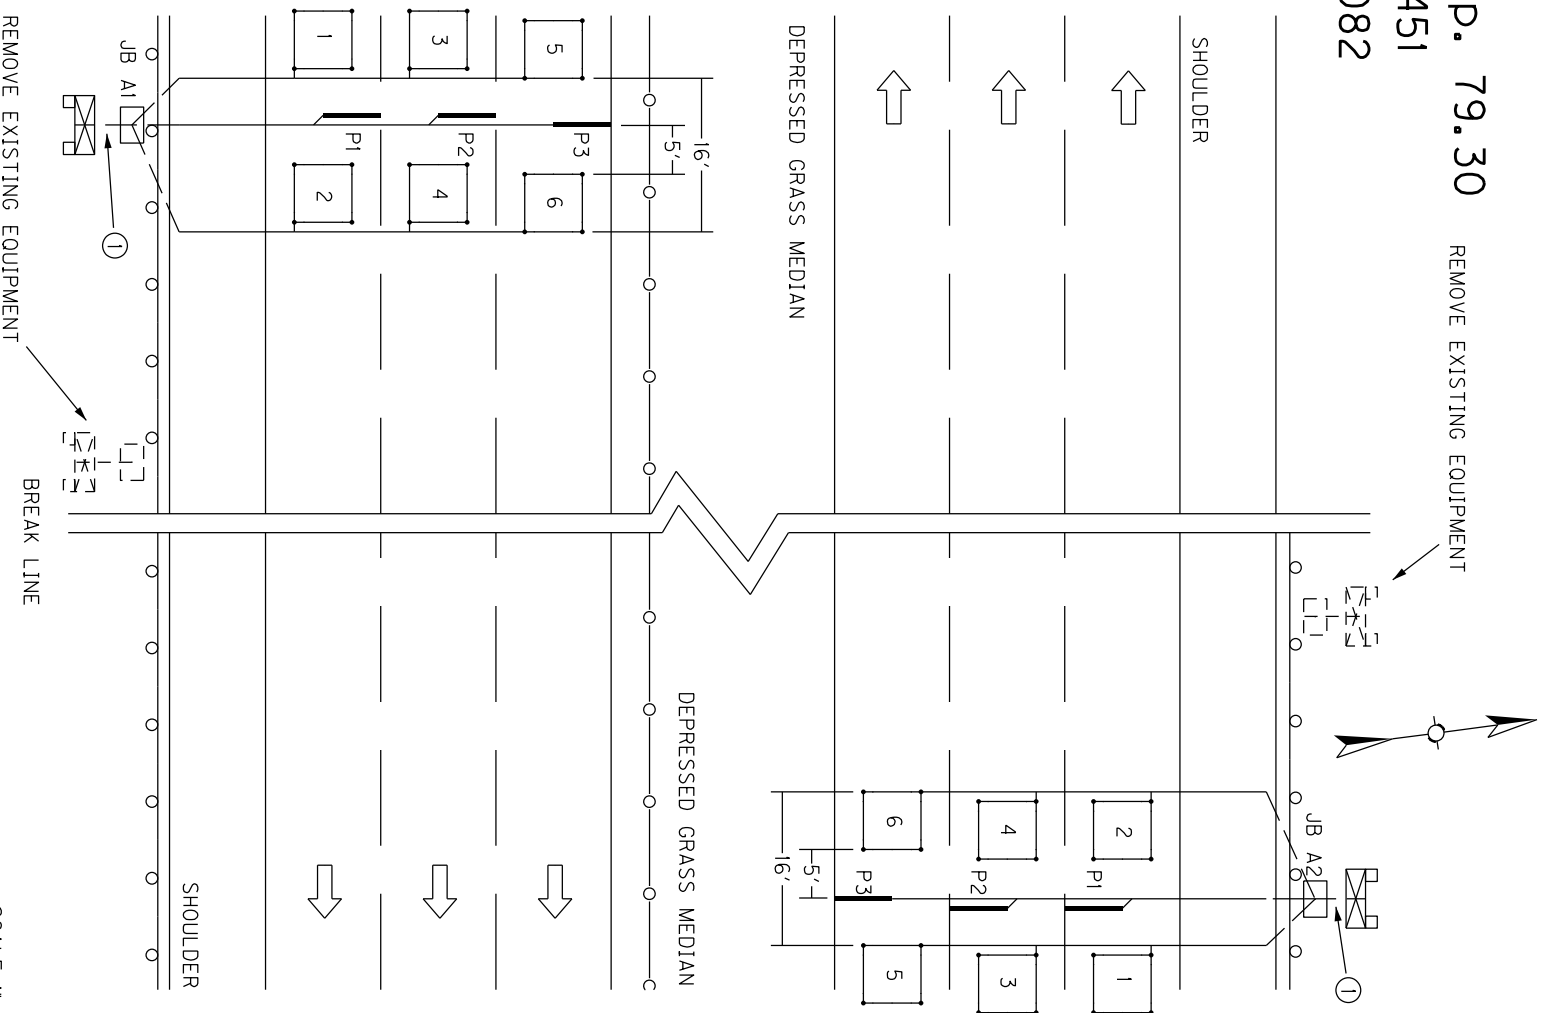 p. 79.30
451
082
REMOVE EXISTING EQUIPMENT
SHOULDER
DEPRESSED GRASS MEDIAN
16'
5'
5
6
P3
3
4
P2
1
2
P1
JB A1
1
REMOVE EXISTING EQUIPMENT
BREAK LINE
JB A2
1
2
P1
1
4
P2
3
6
P3
5
5'
16'
DEPRESSED GRASS MEDIAN
SHOULDER